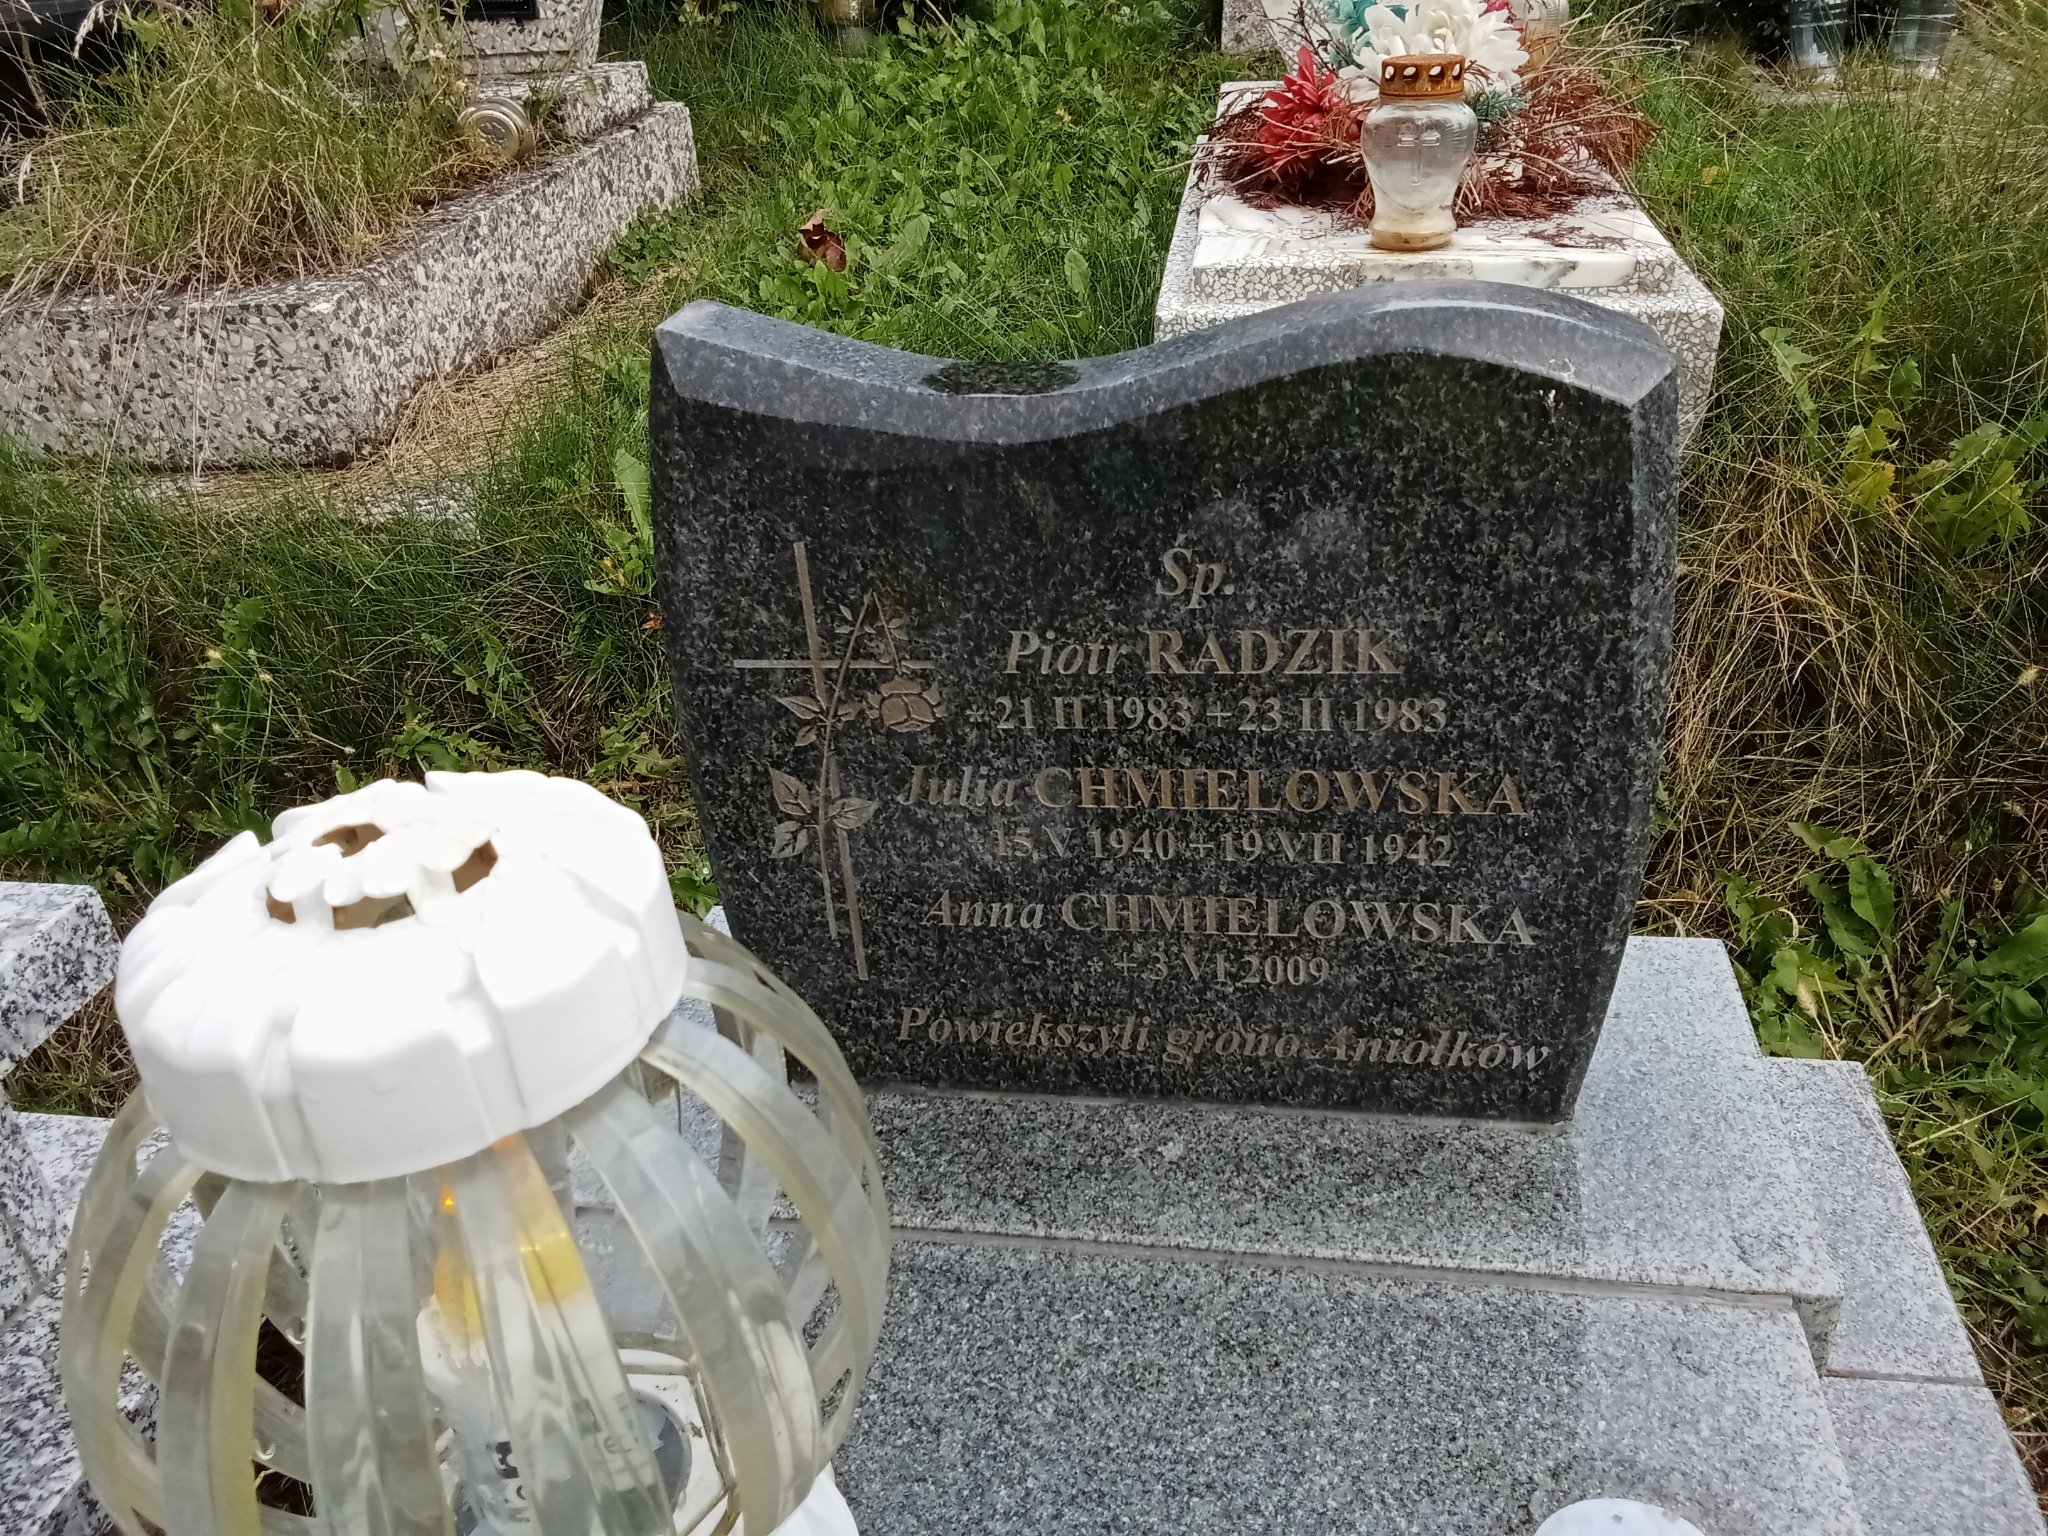 Śp.
Piotr RADZIK
* 21 II 1983 + 23 II 1983
Julia CHMIELOWSKA
* 15 V 1940 + 19 VII 1942
Anna CHMIELOWSKA
* + 3 VI 2009
Powiekszyli grono Aniołków